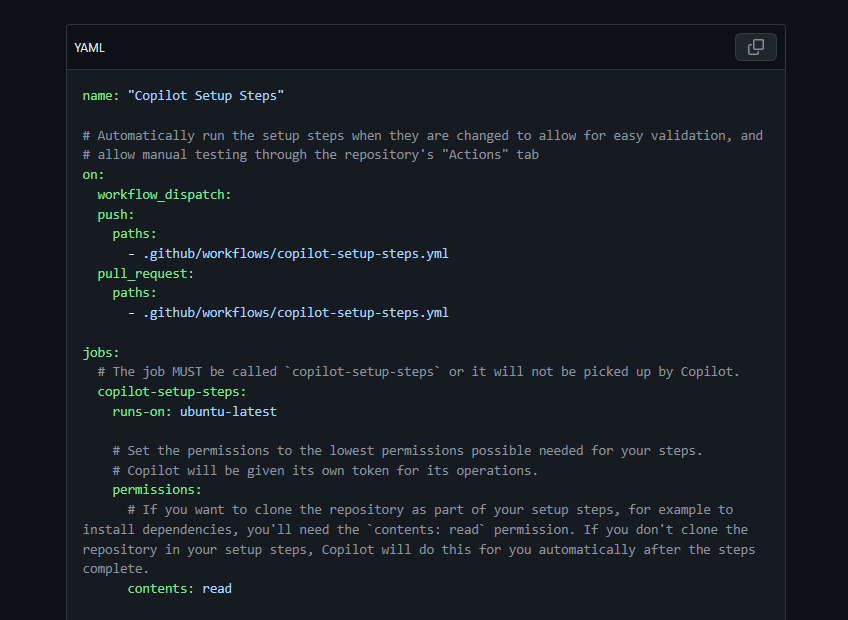 YAML
name: "Copilot Setup Steps"
# Automatically run the setup steps when they are changed to allow for easy validation, and
# allow manual testing through the repository's "Actions" tab
on:
  workflow_dispatch:
  push:
    paths:
      - .github/workflows/copilot-setup-steps.yml
  pull_request:
    paths:
      - .github/workflows/copilot-setup-steps.yml
jobs:
  # The job MUST be called `copilot-setup-steps` or it will not be picked up by Copilot.
  copilot-setup-steps:
    runs-on: ubuntu-latest
    # Set the permissions to the lowest permissions possible needed for your steps.
    # Copilot will be given its own token for its operations.
    permissions:
      # If you want to clone the repository as part of your setup steps, for example to
install dependencies, you'll need the `contents: read` permission. If you don't clone the
repository in your setup steps, Copilot will do this for you automatically after the steps
complete.
      contents: read